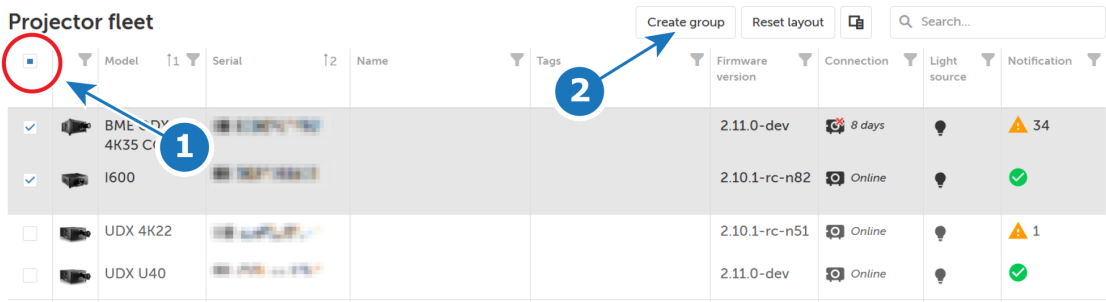 Projector fleet
Create group
Reset layout
Search...
Model
1
Serial
2
Name
Tags
Firmware
version
Connection
Light
source
Notification
2
1
BME UDX
2.11.0-dev
8 days
34
I600
2.10.1-rc-n82
Online
UDX 4K22
2.10.1-rc-n51
Online
1
UDX U40
2.11.0-dev
Online